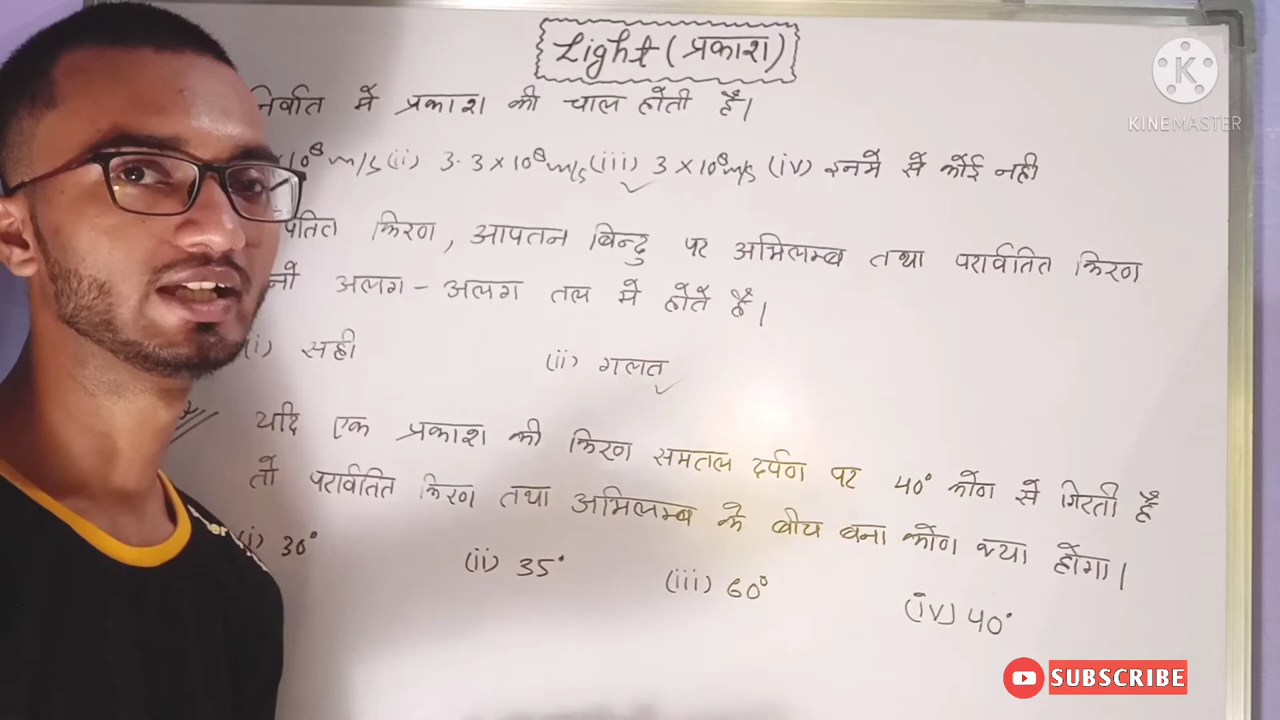 Light (प्रकाश)
निर्वात में प्रकाश की चाल होती है।
10⁸ m/s (ii) 3.3 × 10⁸ m/s (iii) 3 × 10⁸ m/s (iv) इनमें से कोई नही
किरण, आपतन बिन्दु पर अभिलम्ब तथा परावर्तित किरण
अलग - अलग तल में होते है।
(i) सही (ii) गलत
यदि एक प्रकाश की किरण समतल दर्पण पर 40° कोण से गिरती है
तो परावर्तित किरण तथा अभिलम्ब के बीच बना कोण क्या होगा।
(i) 30° (ii) 35° (iii) 60° (iv) 40°
KINEMASTER
SUBSCRIBE